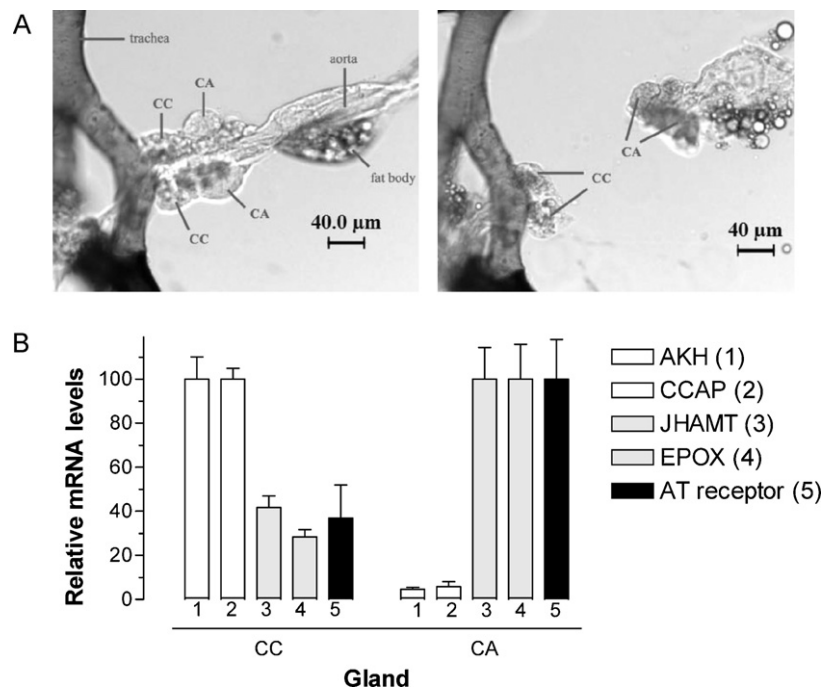 A
trachea
CC
CA
aorta
fat body
CA
CC
40.0 µm
CA
CC
40 µm
B
Relative mRNA levels
100
80
60
40
20
0
1 2 3 4 5 1 2 3 4 5
CC CA
Gland
AKH (1)
CCAP (2)
JHAMT (3)
EPOX (4)
AT receptor (5)